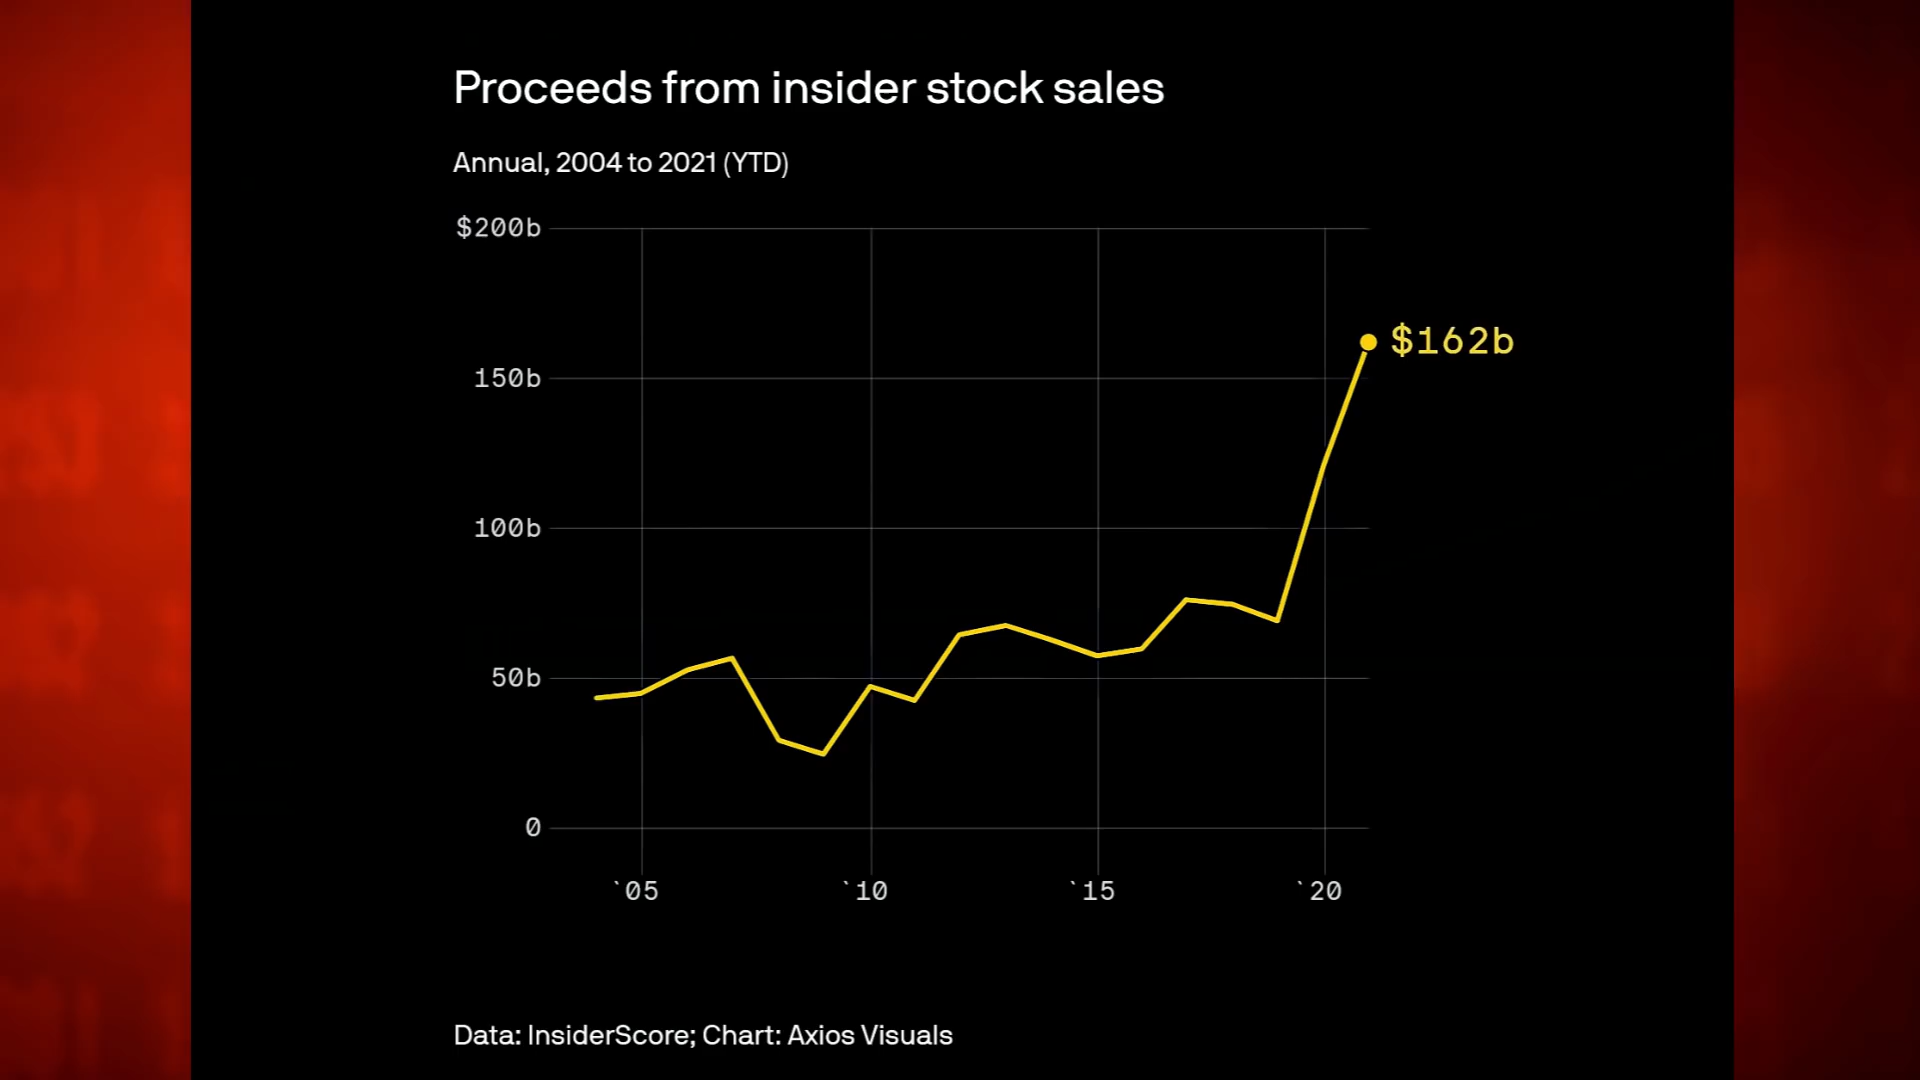 Proceeds from insider stock sales
Annual, 2004 to 2021 (YTD)
$200b
$162b
150b
100b
50b
0
`05 `10 `15 `20
Data: InsiderScore; Chart: Axios Visuals